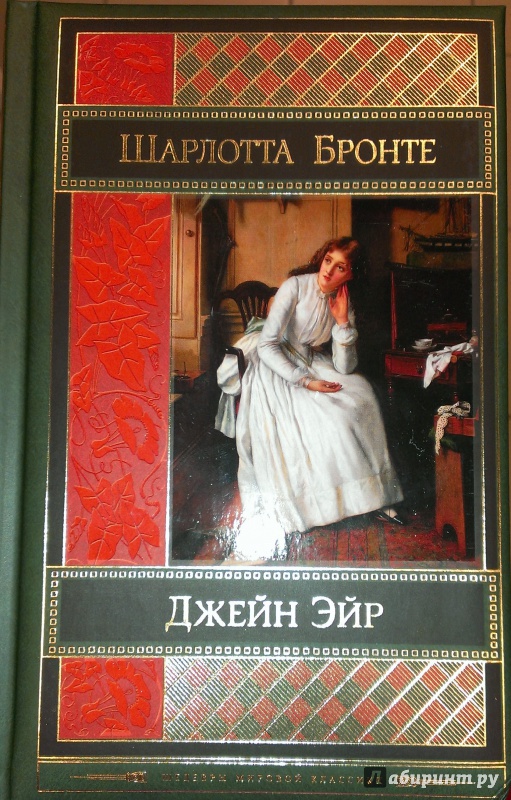 ШАРЛОТТА БРОНТЕ
ДЖЕЙН ЭЙР
ШЕДЕВРЫ МИРОВОЙ КЛАССИКИ
Лабиринт.ру